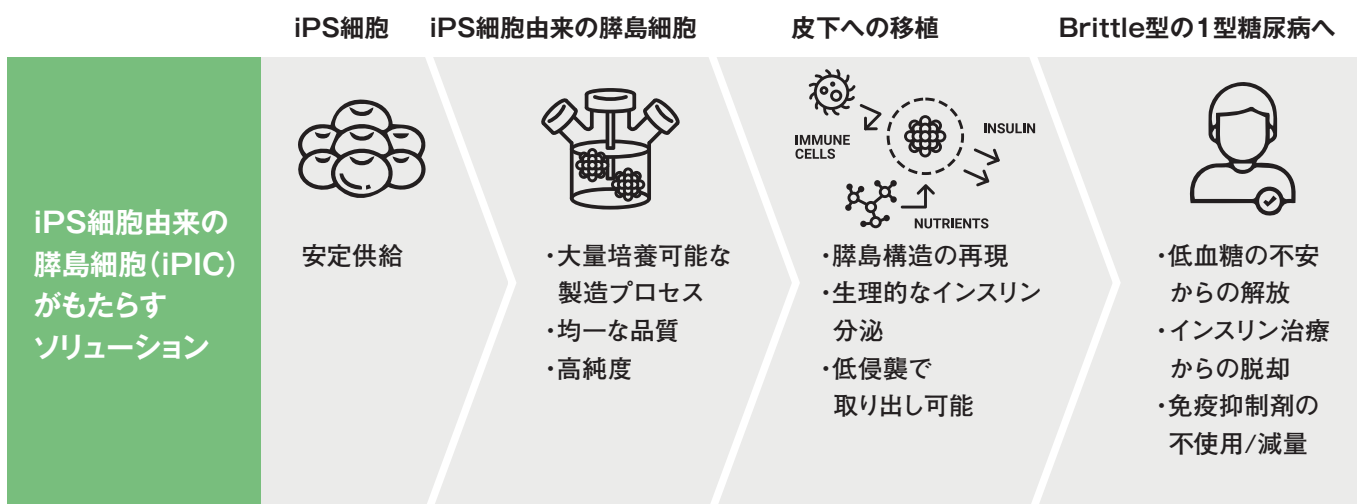 iPS細胞
iPS細胞由来の膵島細胞
皮下への移植
Brittle型の1型糖尿病へ
iPS細胞由来の
膵島細胞(iPIC)
がもたらす
ソリューション
安定供給
・大量培養可能な
製造プロセス
・均一な品質
・高純度
IMMUNE
CELLS
INSULIN
NUTRIENTS
・膵島構造の再現
・生理的なインスリン
分泌
・低侵襲で
取り出し可能
・低血糖の不安
からの解放
・インスリン治療
からの脱却
・免疫抑制剤の
不使用/減量